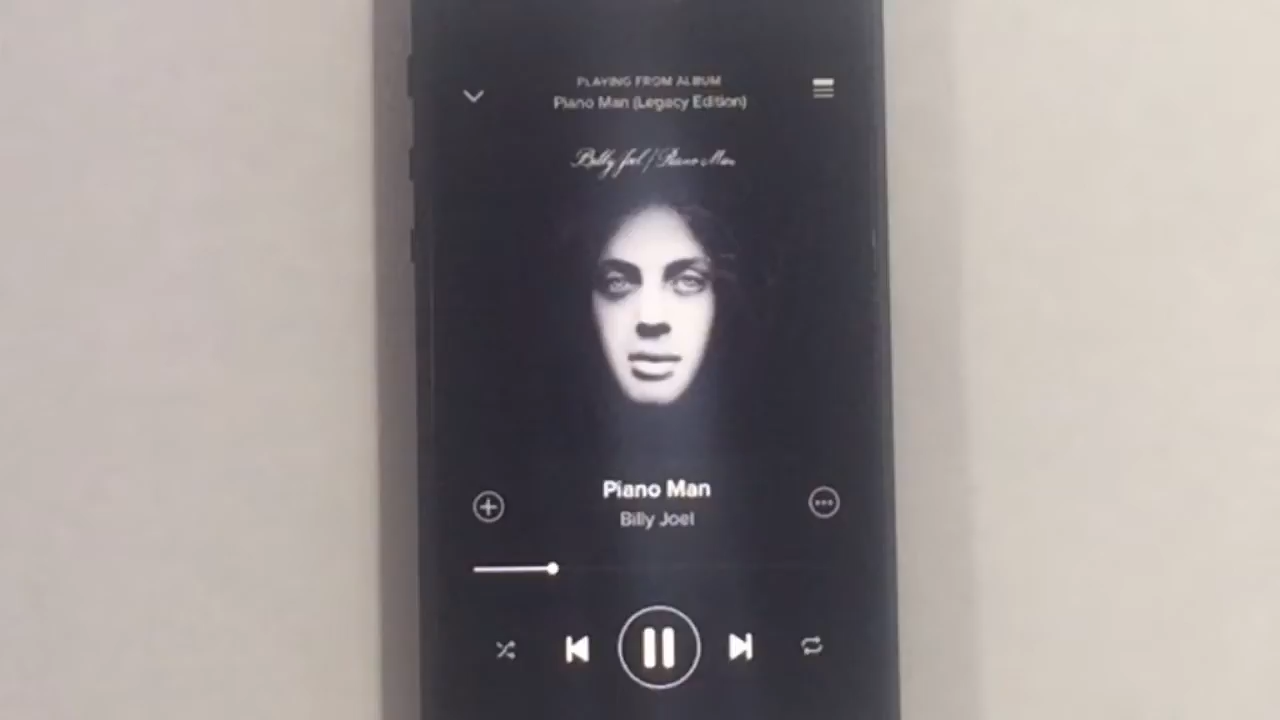 PLAYING FROM ALBUM
Piano Man (Legacy Edition)
Billy Joel / Piano Man
Piano Man
Billy Joel